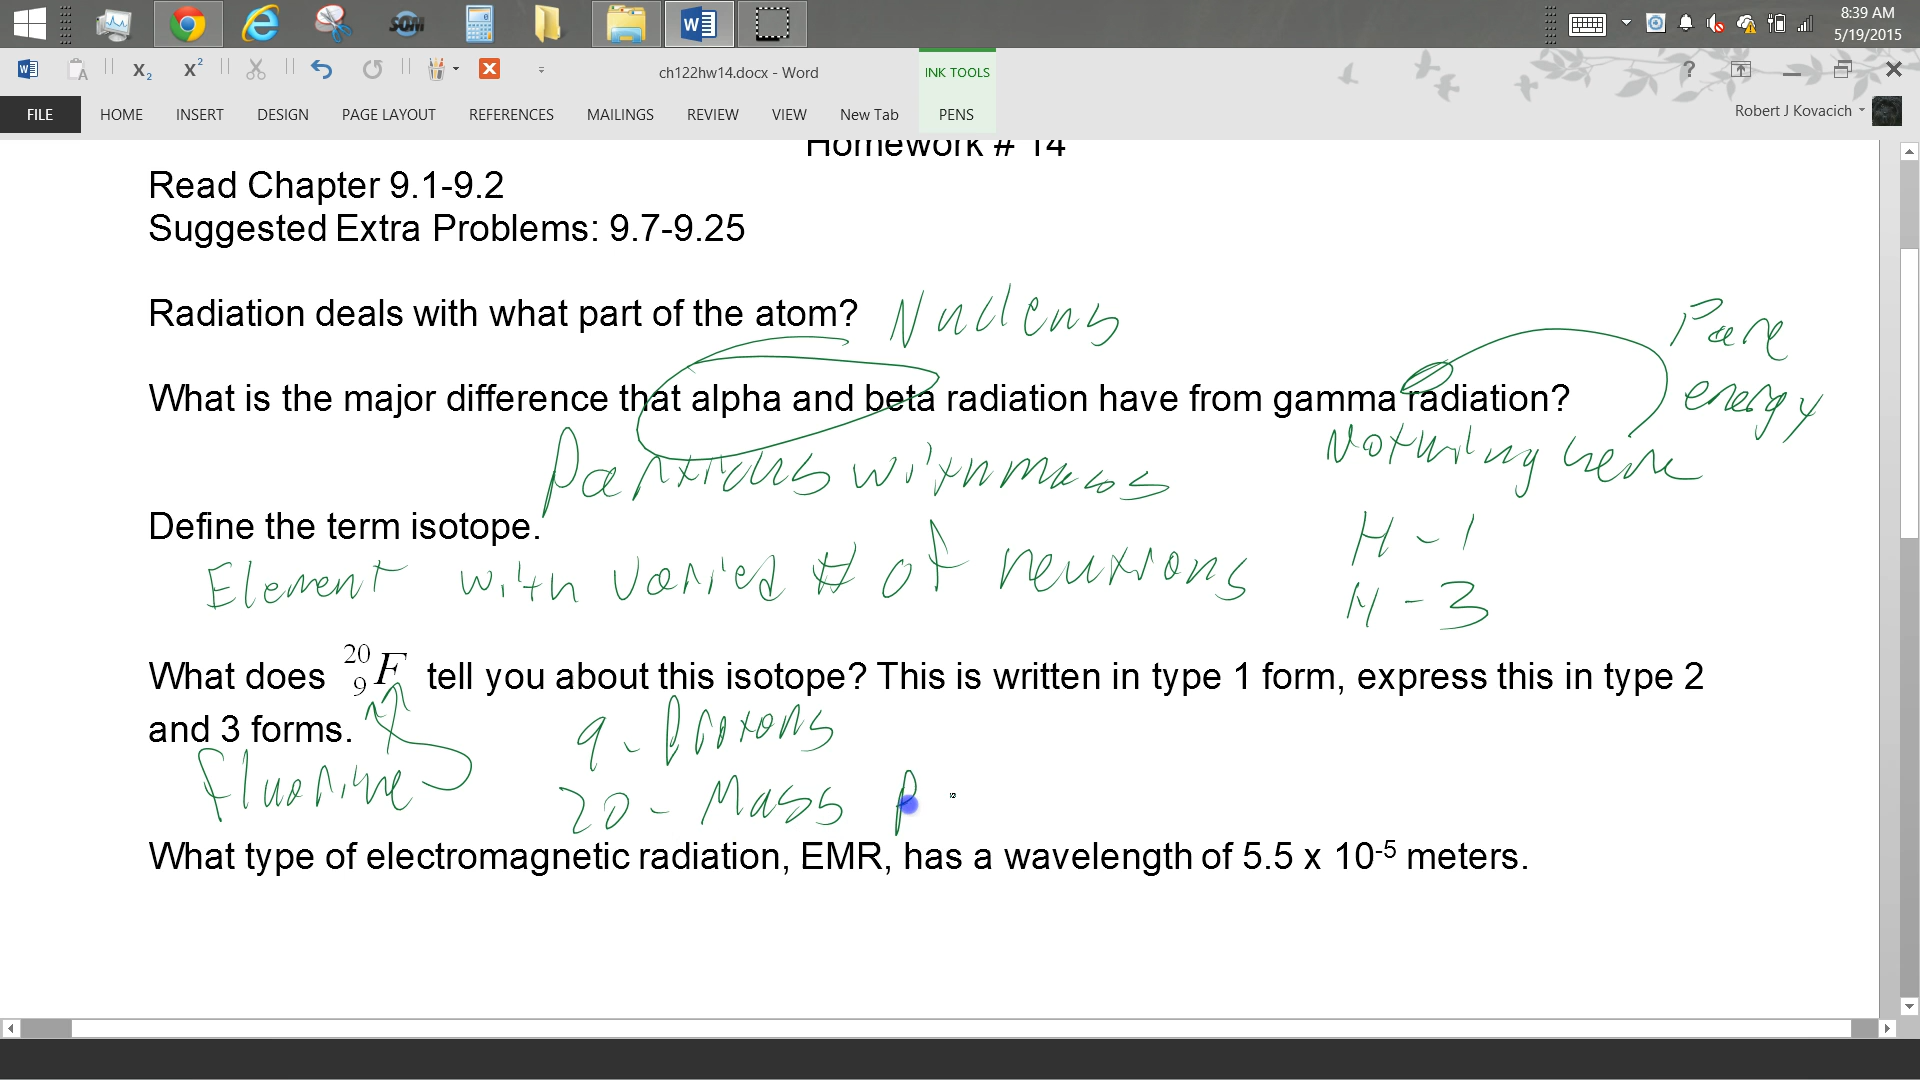 8:39 AM
5/19/2015
ch122hw14.docx - Word
INK TOOLS
FILE HOME INSERT DESIGN PAGE LAYOUT REFERENCES MAILINGS REVIEW VIEW New Tab PENS
Robert J Kovacich
Homework # 14
Read Chapter 9.1-9.2
Suggested Extra Problems: 9.7-9.25
Radiation deals with what part of the atom? Nucleus
Pure
energy
What is the major difference that alpha and beta radiation have from gamma radiation?
Particles with mass
Nothing here
Define the term isotope.
Element with varied # of neutrons
H - 1
H - 3
What does ²⁰₉F tell you about this isotope? This is written in type 1 form, express this in type 2
and 3 forms.
Fluorine
9 - Protons
20 - Mass P
What type of electromagnetic radiation, EMR, has a wavelength of 5.5 x 10⁻⁵ meters.